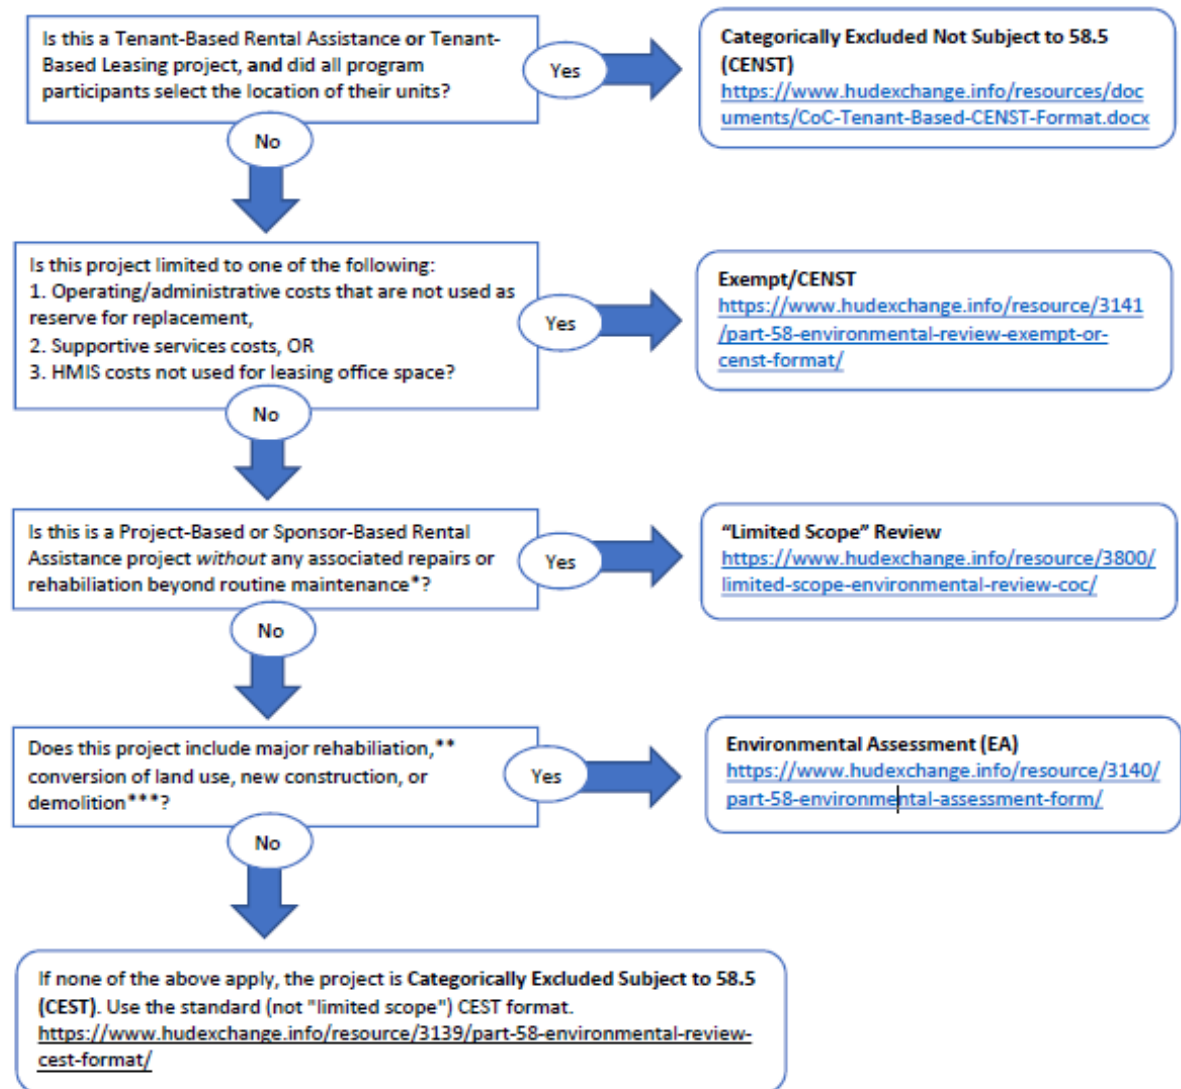 Is this a Tenant-Based Rental Assistance or Tenant-
Based Leasing project, and did all program
participants select the location of their units?
Yes
Categorically Excluded Not Subject to 58.5
(CENST)
https://www.hudexchange.info/resources/doc
uments/CoC-Tenant-Based-CENST-Format.docx
No
Is this project limited to one of the following:
1. Operating/administrative costs that are not used as
reserve for replacement,
2. Supportive services costs, OR
3. HMIS costs not used for leasing office space?
Yes
Exempt/CENST
https://www.hudexchange.info/resource/3141
/part-58-environmental-review-exempt-or-
censt-format/
No
Is this is a Project-Based or Sponsor-Based Rental
Assistance project without any associated repairs or
rehabiliation beyond routine maintenance*?
Yes
“Limited Scope” Review
https://www.hudexchange.info/resource/3800/
limited-scope-environmental-review-coc/
No
Does this project include major rehabiliation,**
conversion of land use, new construction, or
demolition***?
Yes
Environmental Assessment (EA)
https://www.hudexchange.info/resource/3140/
part-58-environmental-assessment-form/
No
If none of the above apply, the project is Categorically Excluded Subject to 58.5
(CEST). Use the standard (not "limited scope") CEST format.
https://www.hudexchange.info/resource/3139/part-58-environmental-review-
cest-format/